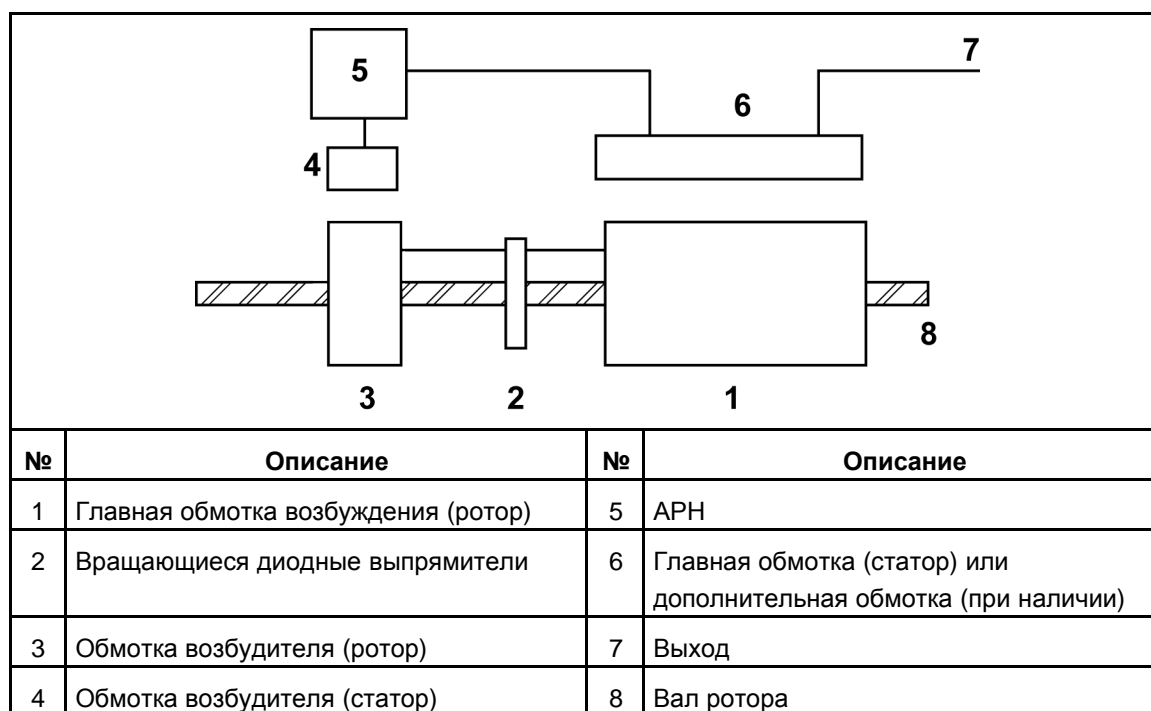 5
7
6
4
8
3
2
1
№ Описание № Описание
1 Главная обмотка возбуждения (ротор) 5 АРН
2 Вращающиеся диодные выпрямители 6 Главная обмотка (статор) или
дополнительная обмотка (при наличии)
3 Обмотка возбудителя (ротор) 7 Выход
4 Обмотка возбудителя (статор) 8 Вал ротора